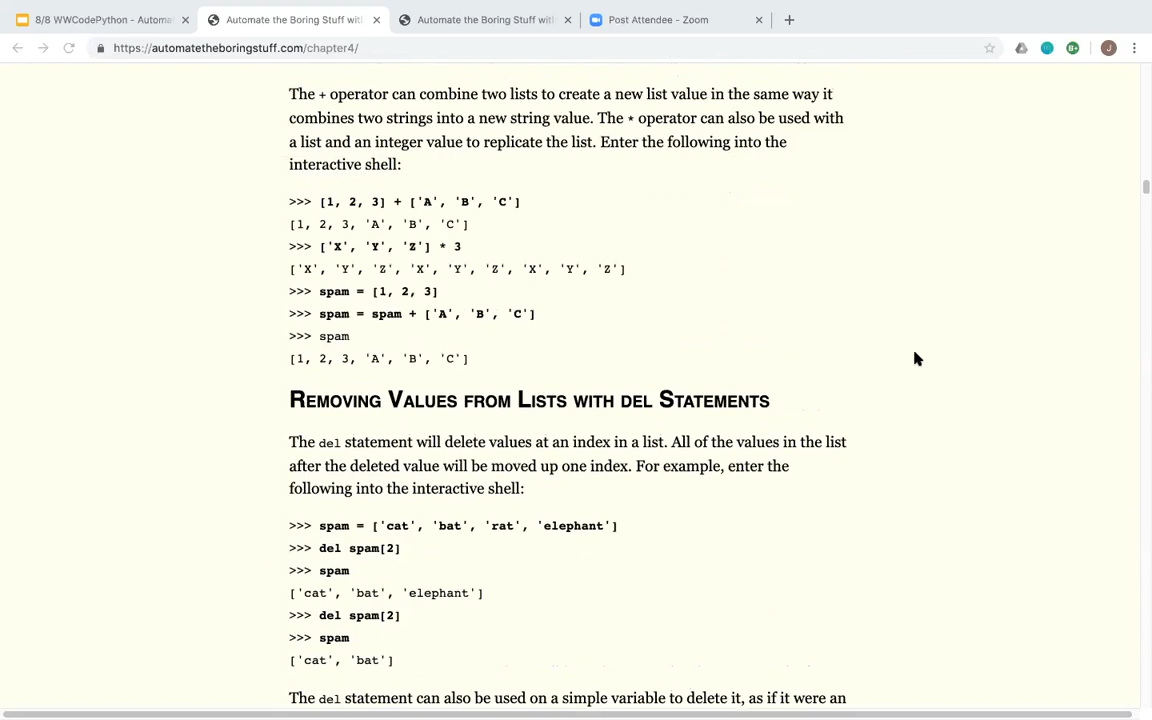 8/8 WWCodePython - Automa
Automate the Boring Stuff with
Automate the Boring Stuff with
Post Attendee - Zoom
https://automatetheboringstuff.com/chapter4/
J
The + operator can combine two lists to create a new list value in the same way it
combines two strings into a new string value. The * operator can also be used with
a list and an integer value to replicate the list. Enter the following into the
interactive shell:
>>> [1, 2, 3] + ['A', 'B', 'C']
[1, 2, 3, 'A', 'B', 'C']
>>> ['X', 'Y', 'Z'] * 3
['X', 'Y', 'Z', 'X', 'Y', 'Z', 'X', 'Y', 'Z']
>>> spam = [1, 2, 3]
>>> spam = spam + ['A', 'B', 'C']
>>> spam
[1, 2, 3, 'A', 'B', 'C']
Removing Values from Lists with del Statements
The del statement will delete values at an index in a list. All of the values in the list
after the deleted value will be moved up one index. For example, enter the
following into the interactive shell:
>>> spam = ['cat', 'bat', 'rat', 'elephant']
>>> del spam[2]
>>> spam
['cat', 'bat', 'elephant']
>>> del spam[2]
>>> spam
['cat', 'bat']
The del statement can also be used on a simple variable to delete it, as if it were an